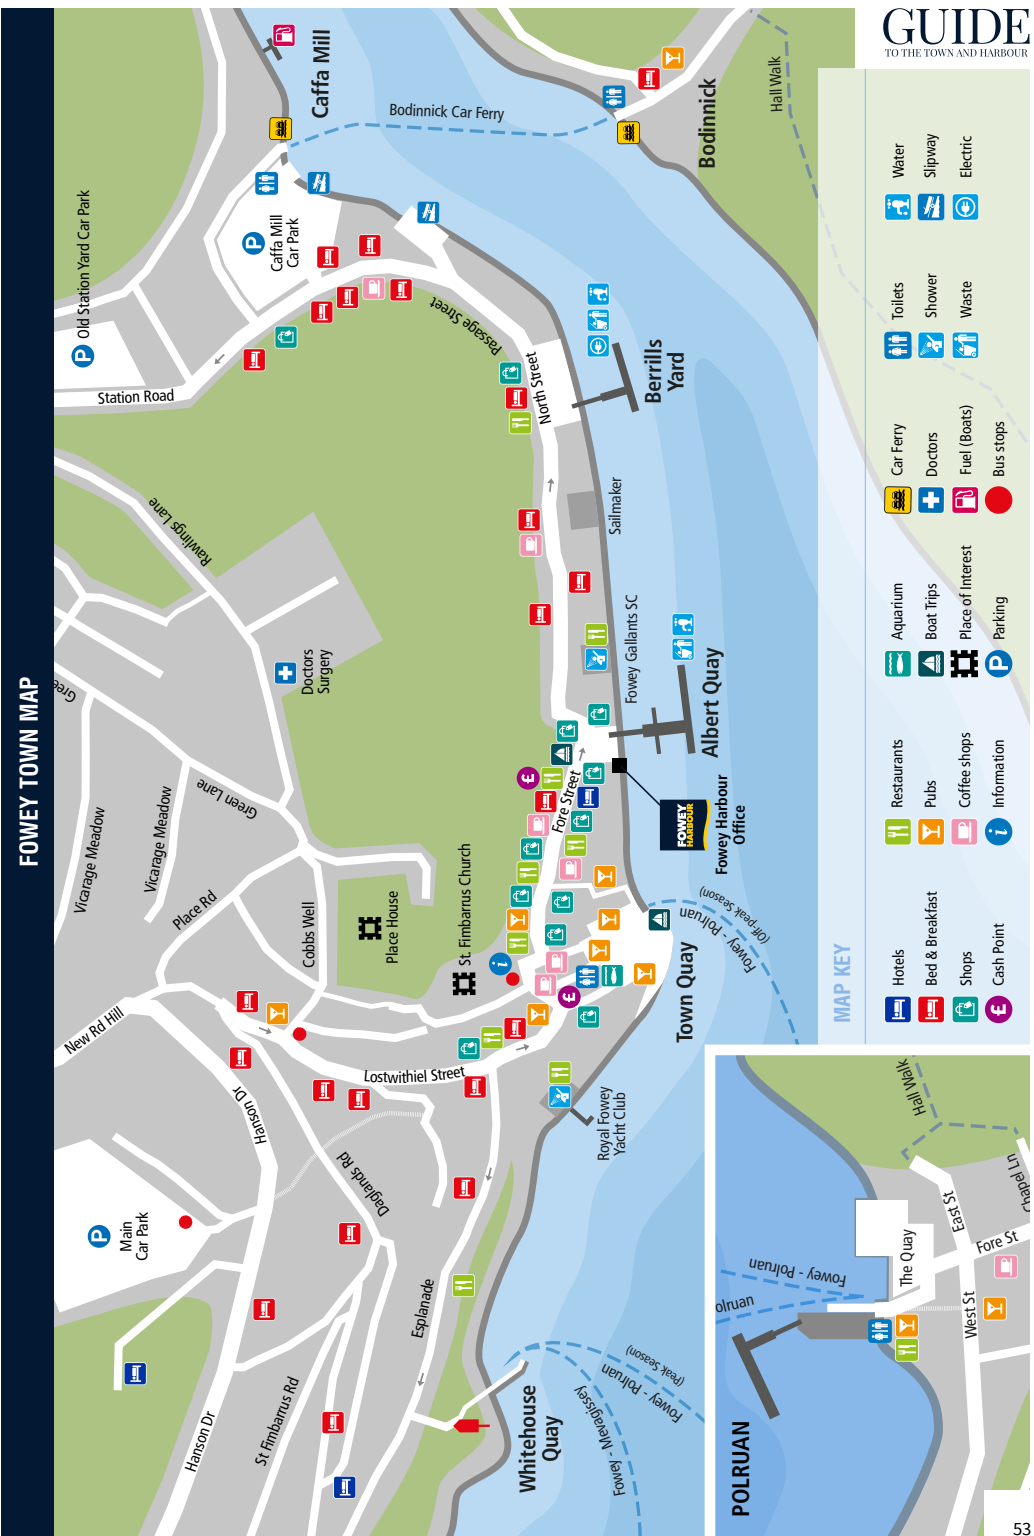 FOWEY TOWN MAP
GUIDE
TO THE TOWN AND HARBOUR
Caffa Mill
Bodinnick Car Ferry
Bodinnick
Hall Walk
Old Station Yard Car Park
Caffa Mill
Car Park
Station Road
Passage Street
North Street
Berrills
Yard
Sailmaker
Rawlings Lane
Doctors
Surgery
Fowey Gallants SC
Albert Quay
Green Lane
Vicarage Meadow
Vicarage Meadow
Place Rd
Cobbs Well
Place House
St. Fimbarrus Church
Fore Street
FOWEY
HARBOUR
Fowey Harbour
Office
Town Quay
Fowey - Polruan
(Off-peak Season)
Fowey - Polruan
New Rd Hill
Hanson Dr
Lostwithiel Street
Daglands Rd
Royal Fowey
Yacht Club
Main
Car Park
Esplanade
Hanson Dr
St Fimbarrus Rd
Whitehouse
Quay
Fowey - Polruan
(Peak Season)
Fowey - Mevagissey
MAP KEY
Hotels
Bed & Breakfast
Shops
Cash Point
Restaurants
Pubs
Coffee shops
Information
Aquarium
Boat Trips
Place of Interest
Parking
Car Ferry
Doctors
Fuel (Boats)
Bus stops
Toilets
Shower
Waste
Water
Slipway
Electric
POLRUAN
Hall Walk
East St
Chapel Ln
Fore St
The Quay
West St
Fowey - Polruan
olruan
53